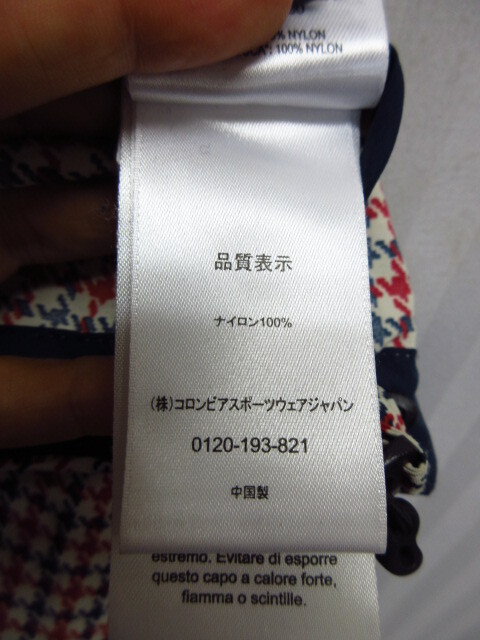 % NYLON
100% NYLON
品質表示
ナイロン100%
(株)コロンビアスポーツウェアジャパン
0120-193-821
中国製
estremo. Evitare di esporre
questo capo a calore forte,
fiamma o scintille.